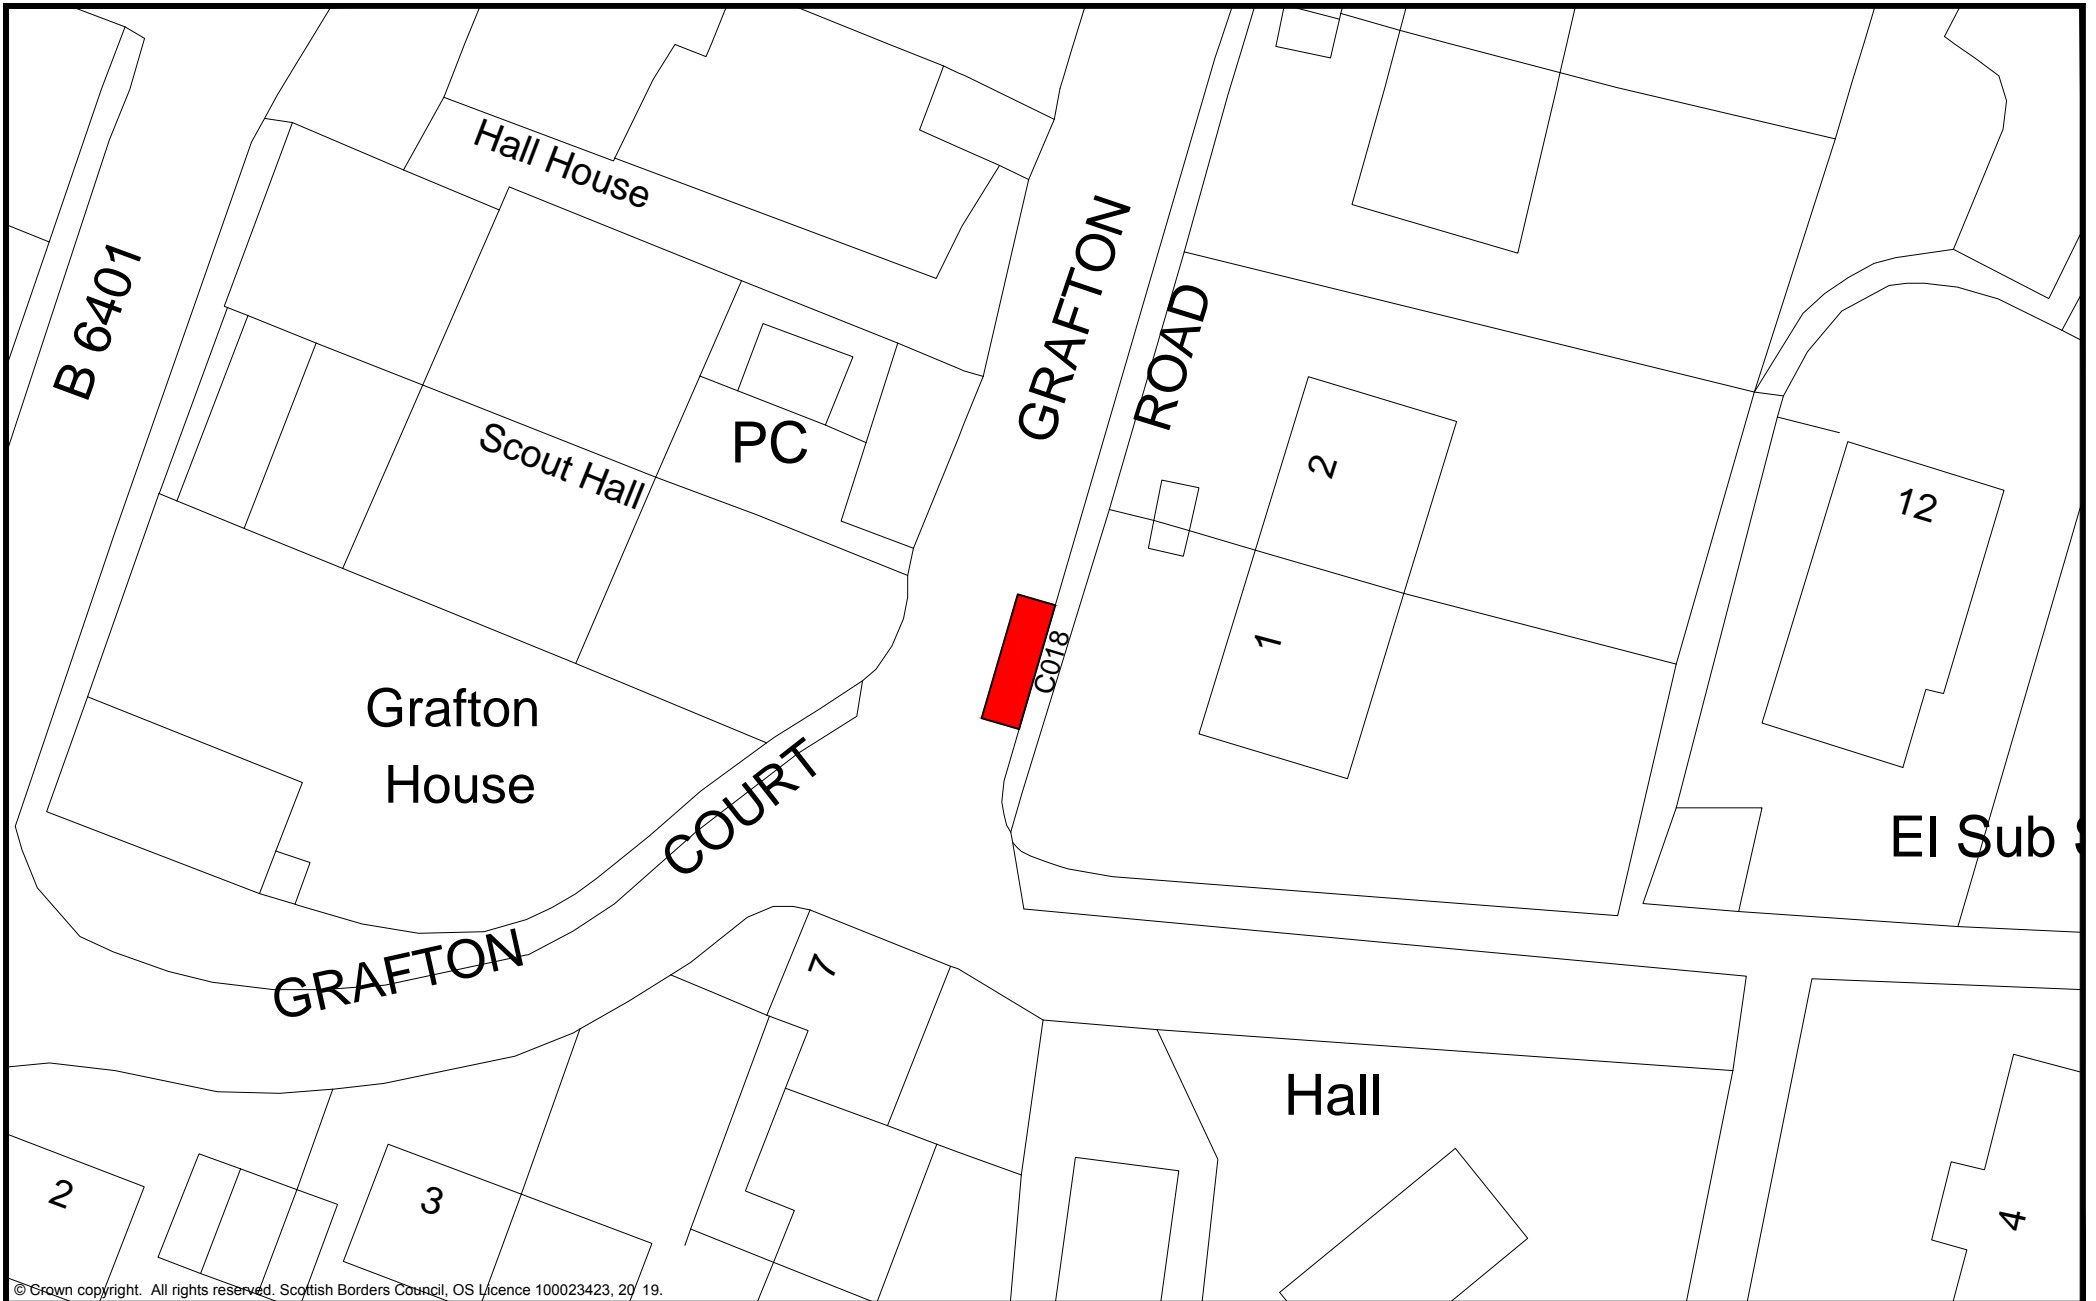 Hall House
B 6401
GRAFTON
ROAD
Scout Hall
PC
2
12
C018
1
Grafton
House
COURT
El Sub
GRAFTON
7
Hall
2
3
4
© Crown copyright. All rights reserved. Scottish Borders Council, OS Licence 100023423, 20 19.